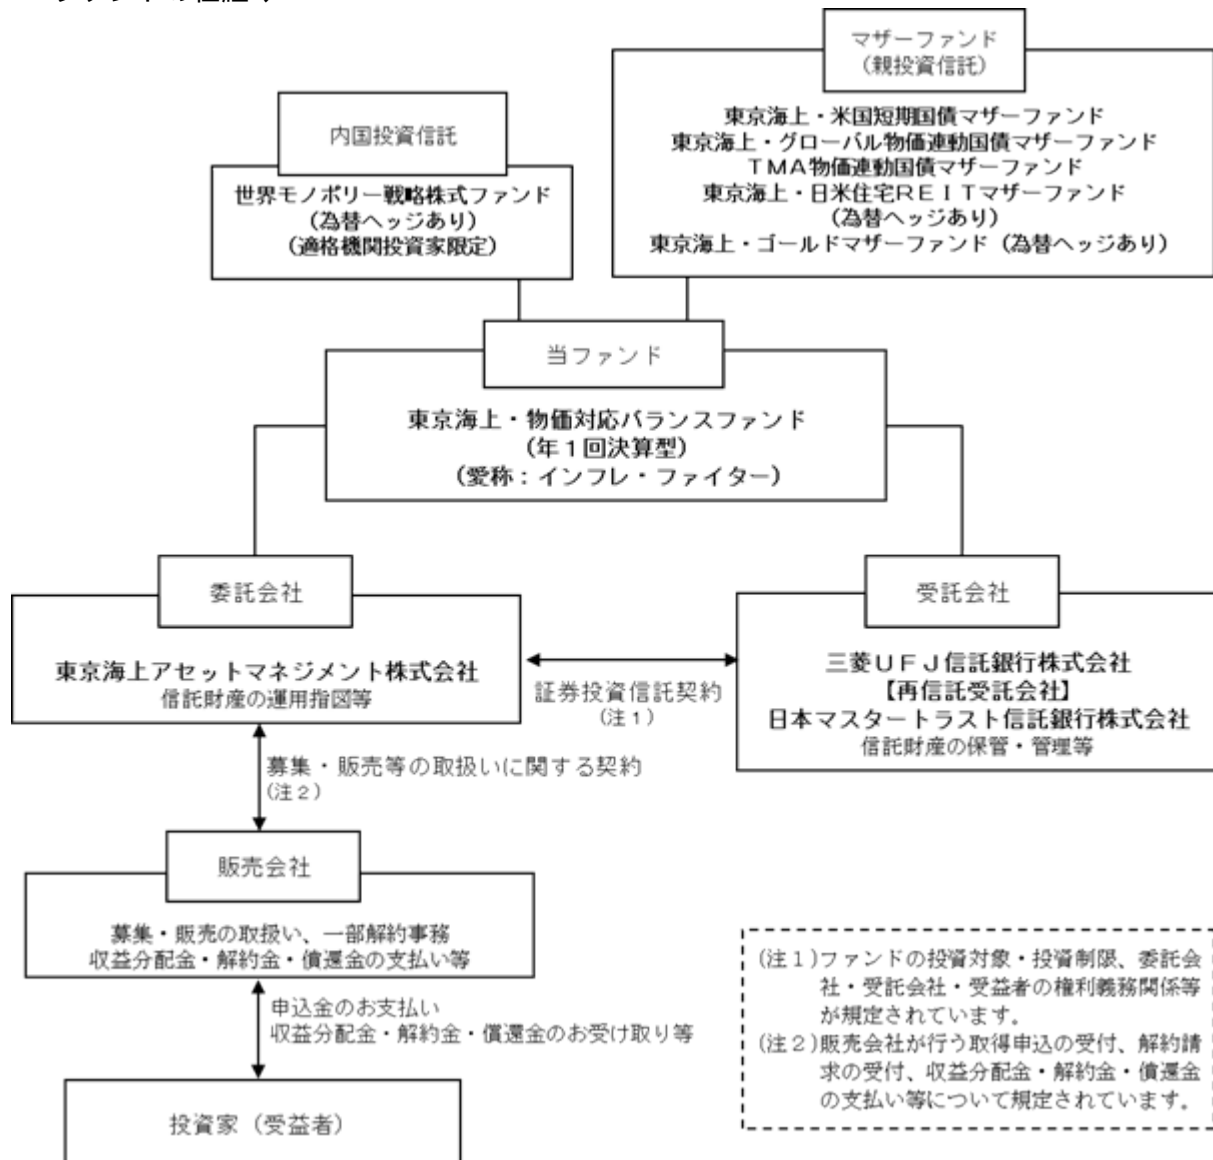 マザーファンド
（親投資信託）
東京海上・米国短期国債マザーファンド
東京海上・グローバル物価連動国債マザーファンド
ＴＭＡ物価連動国債マザーファンド
東京海上・日米住宅ＲＥＩＴマザーファンド
（為替ヘッジあり）
東京海上・ゴールドマザーファンド（為替ヘッジあり）
内国投資信託
世界モノポリー戦略株式ファンド
（為替ヘッジあり）
（適格機関投資家限定）
当ファンド
東京海上・物価対応バランスファンド
（年１回決算型）
（愛称：インフレ・ファイター）
委託会社
東京海上アセットマネジメント株式会社
信託財産の運用指図等
証券投資信託契約
（注１）
受託会社
三菱ＵＦＪ信託銀行株式会社
【再信託受託会社】
日本マスタートラスト信託銀行株式会社
信託財産の保管・管理等
募集・販売等の取扱いに関する契約
（注２）
販売会社
募集・販売の取扱い、一部解約事務
収益分配金・解約金・償還金の支払い等
申込金のお支払い
収益分配金・解約金・償還金のお受け取り等
投資家（受益者）
（注１）ファンドの投資対象・投資制限、委託会
社・受託会社・受益者の権利義務関係等
が規定されています。
（注２）販売会社が行う取得申込の受付、解約請
求の受付、収益分配金・解約金・償還金
の支払い等について規定されています。